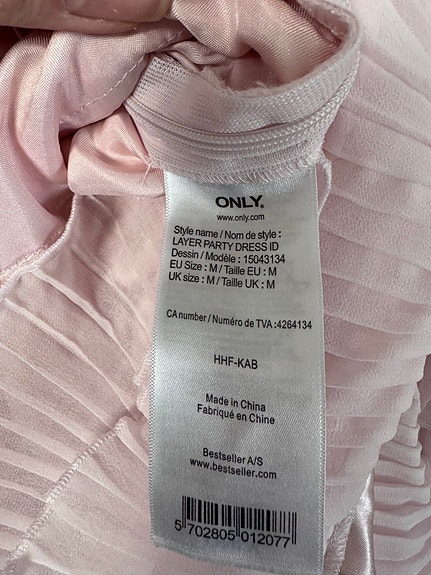 ONLY.
www.only.com
Style name / Nom de style :
LAYER PARTY DRESS ID
Dessin / Modèle : 15043134
EU Size : M / Taille EU : M
UK size : M / Taille UK : M
CA number / Numéro de TVA :4264134
HHF-KAB
Made in China
Fabriqué en Chine
Bestseller A/S
www.bestseller.com
5 702805 012077